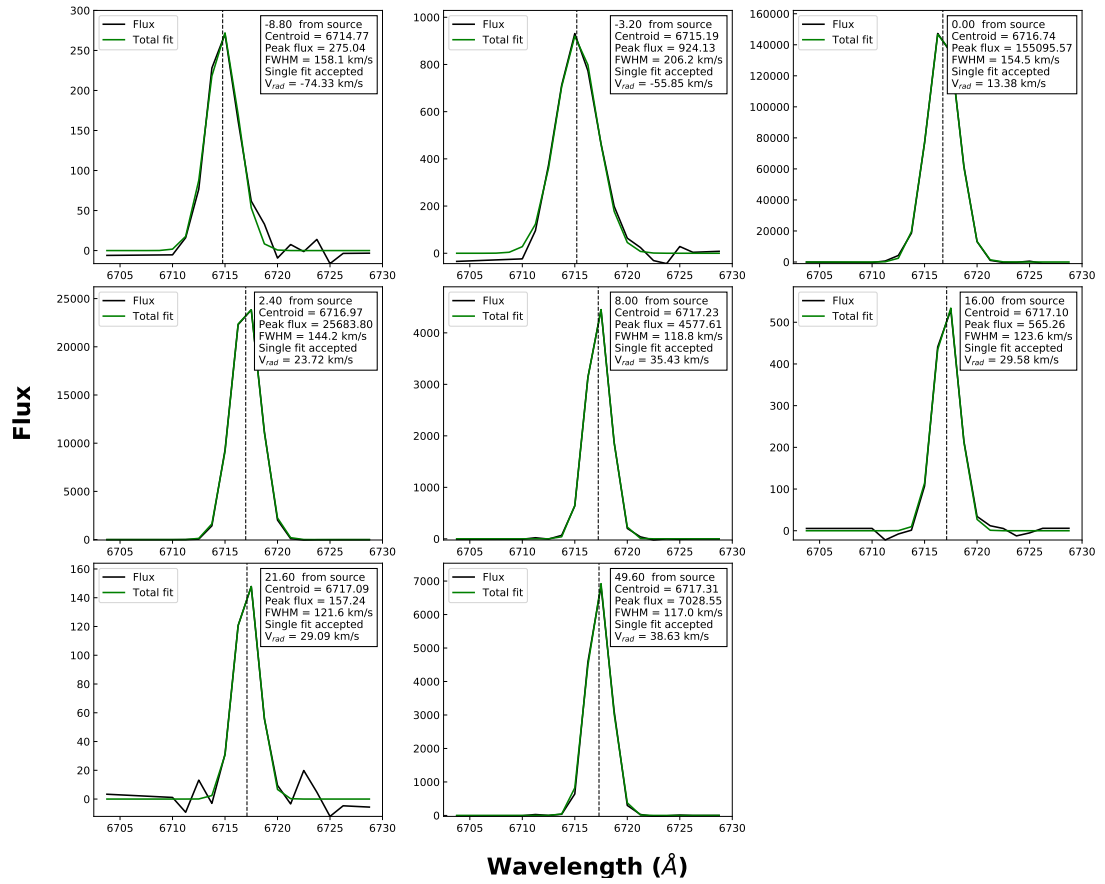 Flux
Total fit
-8.80 from source
Centroid = 6714.77
Peak flux = 275.04
FWHM = 158.1 km/s
Single fit accepted
V_rad = -74.33 km/s
300
250
200
150
100
50
0
6705 6710 6715 6720 6725 6730
Flux
Total fit
-3.20 from source
Centroid = 6715.19
Peak flux = 924.13
FWHM = 206.2 km/s
Single fit accepted
V_rad = -55.85 km/s
1000
800
600
400
200
0
6705 6710 6715 6720 6725 6730
Flux
Total fit
0.00 from source
Centroid = 6716.74
Peak flux = 155095.57
FWHM = 154.5 km/s
Single fit accepted
V_rad = 13.38 km/s
160000
140000
120000
100000
80000
60000
40000
20000
0
6705 6710 6715 6720 6725 6730
Flux
Total fit
2.40 from source
Centroid = 6716.97
Peak flux = 25683.80
FWHM = 144.2 km/s
Single fit accepted
V_rad = 23.72 km/s
25000
20000
15000
10000
5000
0
6705 6710 6715 6720 6725 6730
Flux
Total fit
8.00 from source
Centroid = 6717.23
Peak flux = 4577.61
FWHM = 118.8 km/s
Single fit accepted
V_rad = 35.43 km/s
4000
3000
2000
1000
0
6705 6710 6715 6720 6725 6730
Flux
Total fit
16.00 from source
Centroid = 6717.10
Peak flux = 565.26
FWHM = 123.6 km/s
Single fit accepted
V_rad = 29.58 km/s
500
400
300
200
100
0
6705 6710 6715 6720 6725 6730
Flux
Total fit
21.60 from source
Centroid = 6717.09
Peak flux = 157.24
FWHM = 121.6 km/s
Single fit accepted
V_rad = 29.09 km/s
160
140
120
100
80
60
40
20
0
6705 6710 6715 6720 6725 6730
Flux
Total fit
49.60 from source
Centroid = 6717.31
Peak flux = 7028.55
FWHM = 117.0 km/s
Single fit accepted
V_rad = 38.63 km/s
7000
6000
5000
4000
3000
2000
1000
0
6705 6710 6715 6720 6725 6730
Flux
Wavelength (Å)